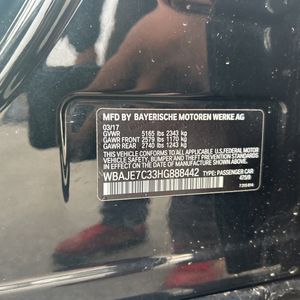 MFD BY BAYERISCHE MOTOREN WERKE AG
03/17
GVWR 5165 lbs 2343 kg
GAWR FRONT 2579 lbs 1170 kg
GAWR REAR 2740 lbs 1243 kg
THIS VEHICLE CONFORMS TO ALL APPLICABLE U.S. FEDERAL MOTOR
VEHICLE SAFETY, BUMPER, AND THEFT PREVENTION STANDARDS
IN EFFECT ON THE DATE OF MANUFACTURE SHOWN ABOVE.
WBAJE7C33HG888442 TYPE: PASSENGER CAR